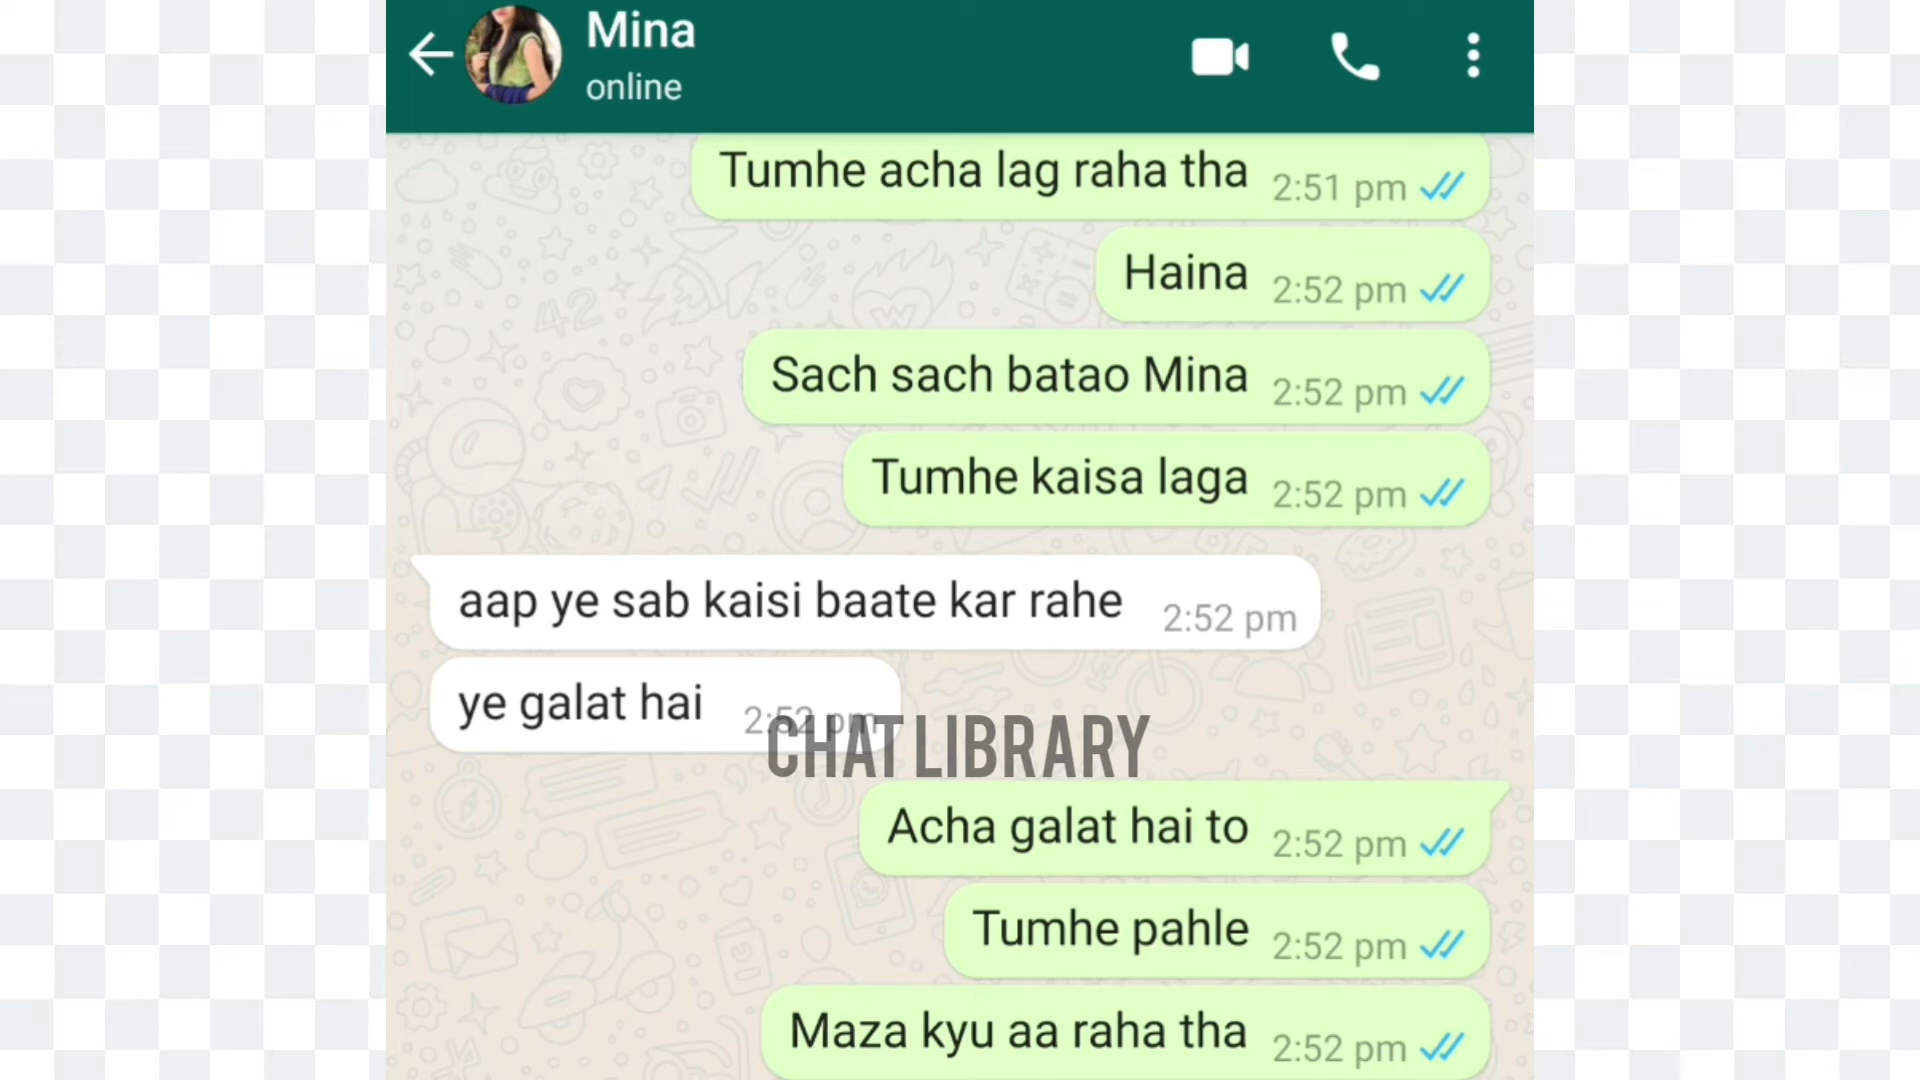 Mina
online
Tumhe acha lag raha tha 2:51 pm
Haina 2:52 pm
Sach sach batao Mina 2:52 pm
Tumhe kaisa laga 2:52 pm
aap ye sab kaisi baate kar rahe 2:52 pm
ye galat hai 2:52 pm
CHAT LIBRARY
Acha galat hai to 2:52 pm
Tumhe pahle 2:52 pm
Maza kyu aa raha tha 2:52 pm